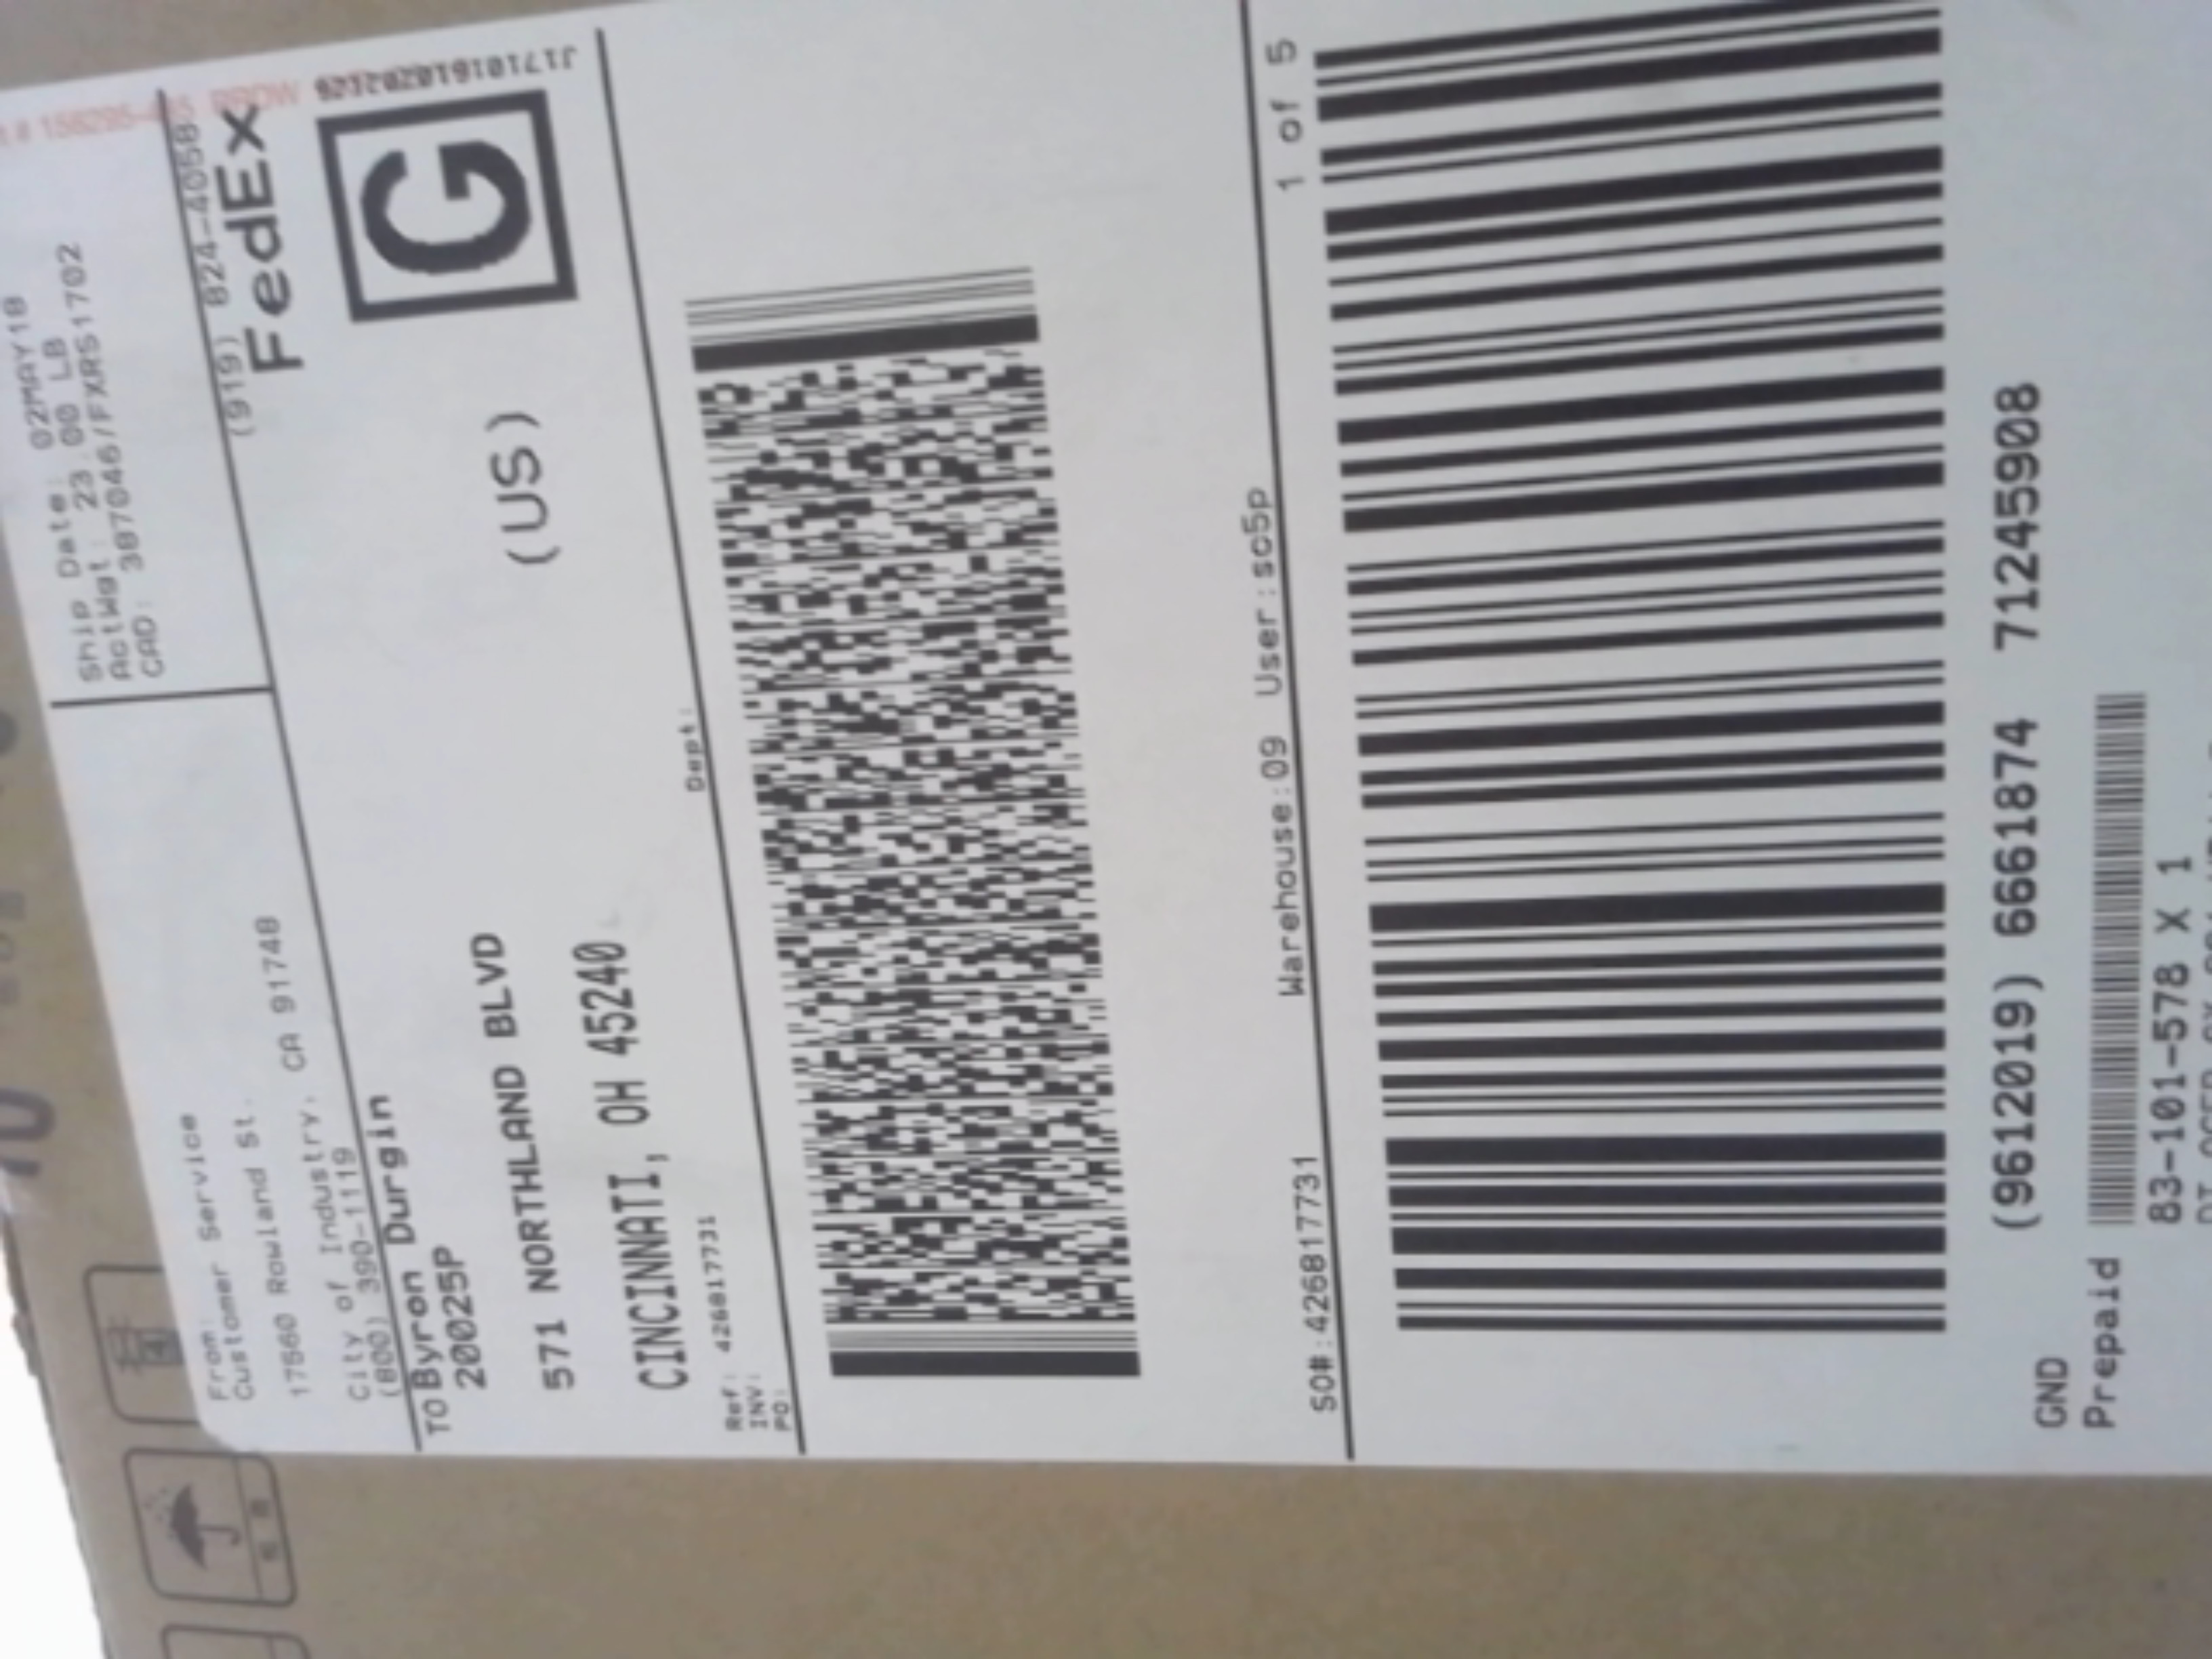 From:
Customer Service
17560 Rowland St.
City of Industry, CA 91748
(800) 390-1119
Ship Date: 02MAY18
ActWgt: 23.00 LB
CAD: 387046/FXRS1702
TO Byron Durgin
(919) 824-4058
200025P
571 NORTHLAND BLVD
CINCINNATI, OH 45240
(US)
FedEx
G
Ref: 426817731
INV:
PO:
Dept:
SO#:426817731 Warehouse:09 User:so5p 1 of 5
(9612019) 6661874 71245908
GND
Prepaid
83-101-578 X 1